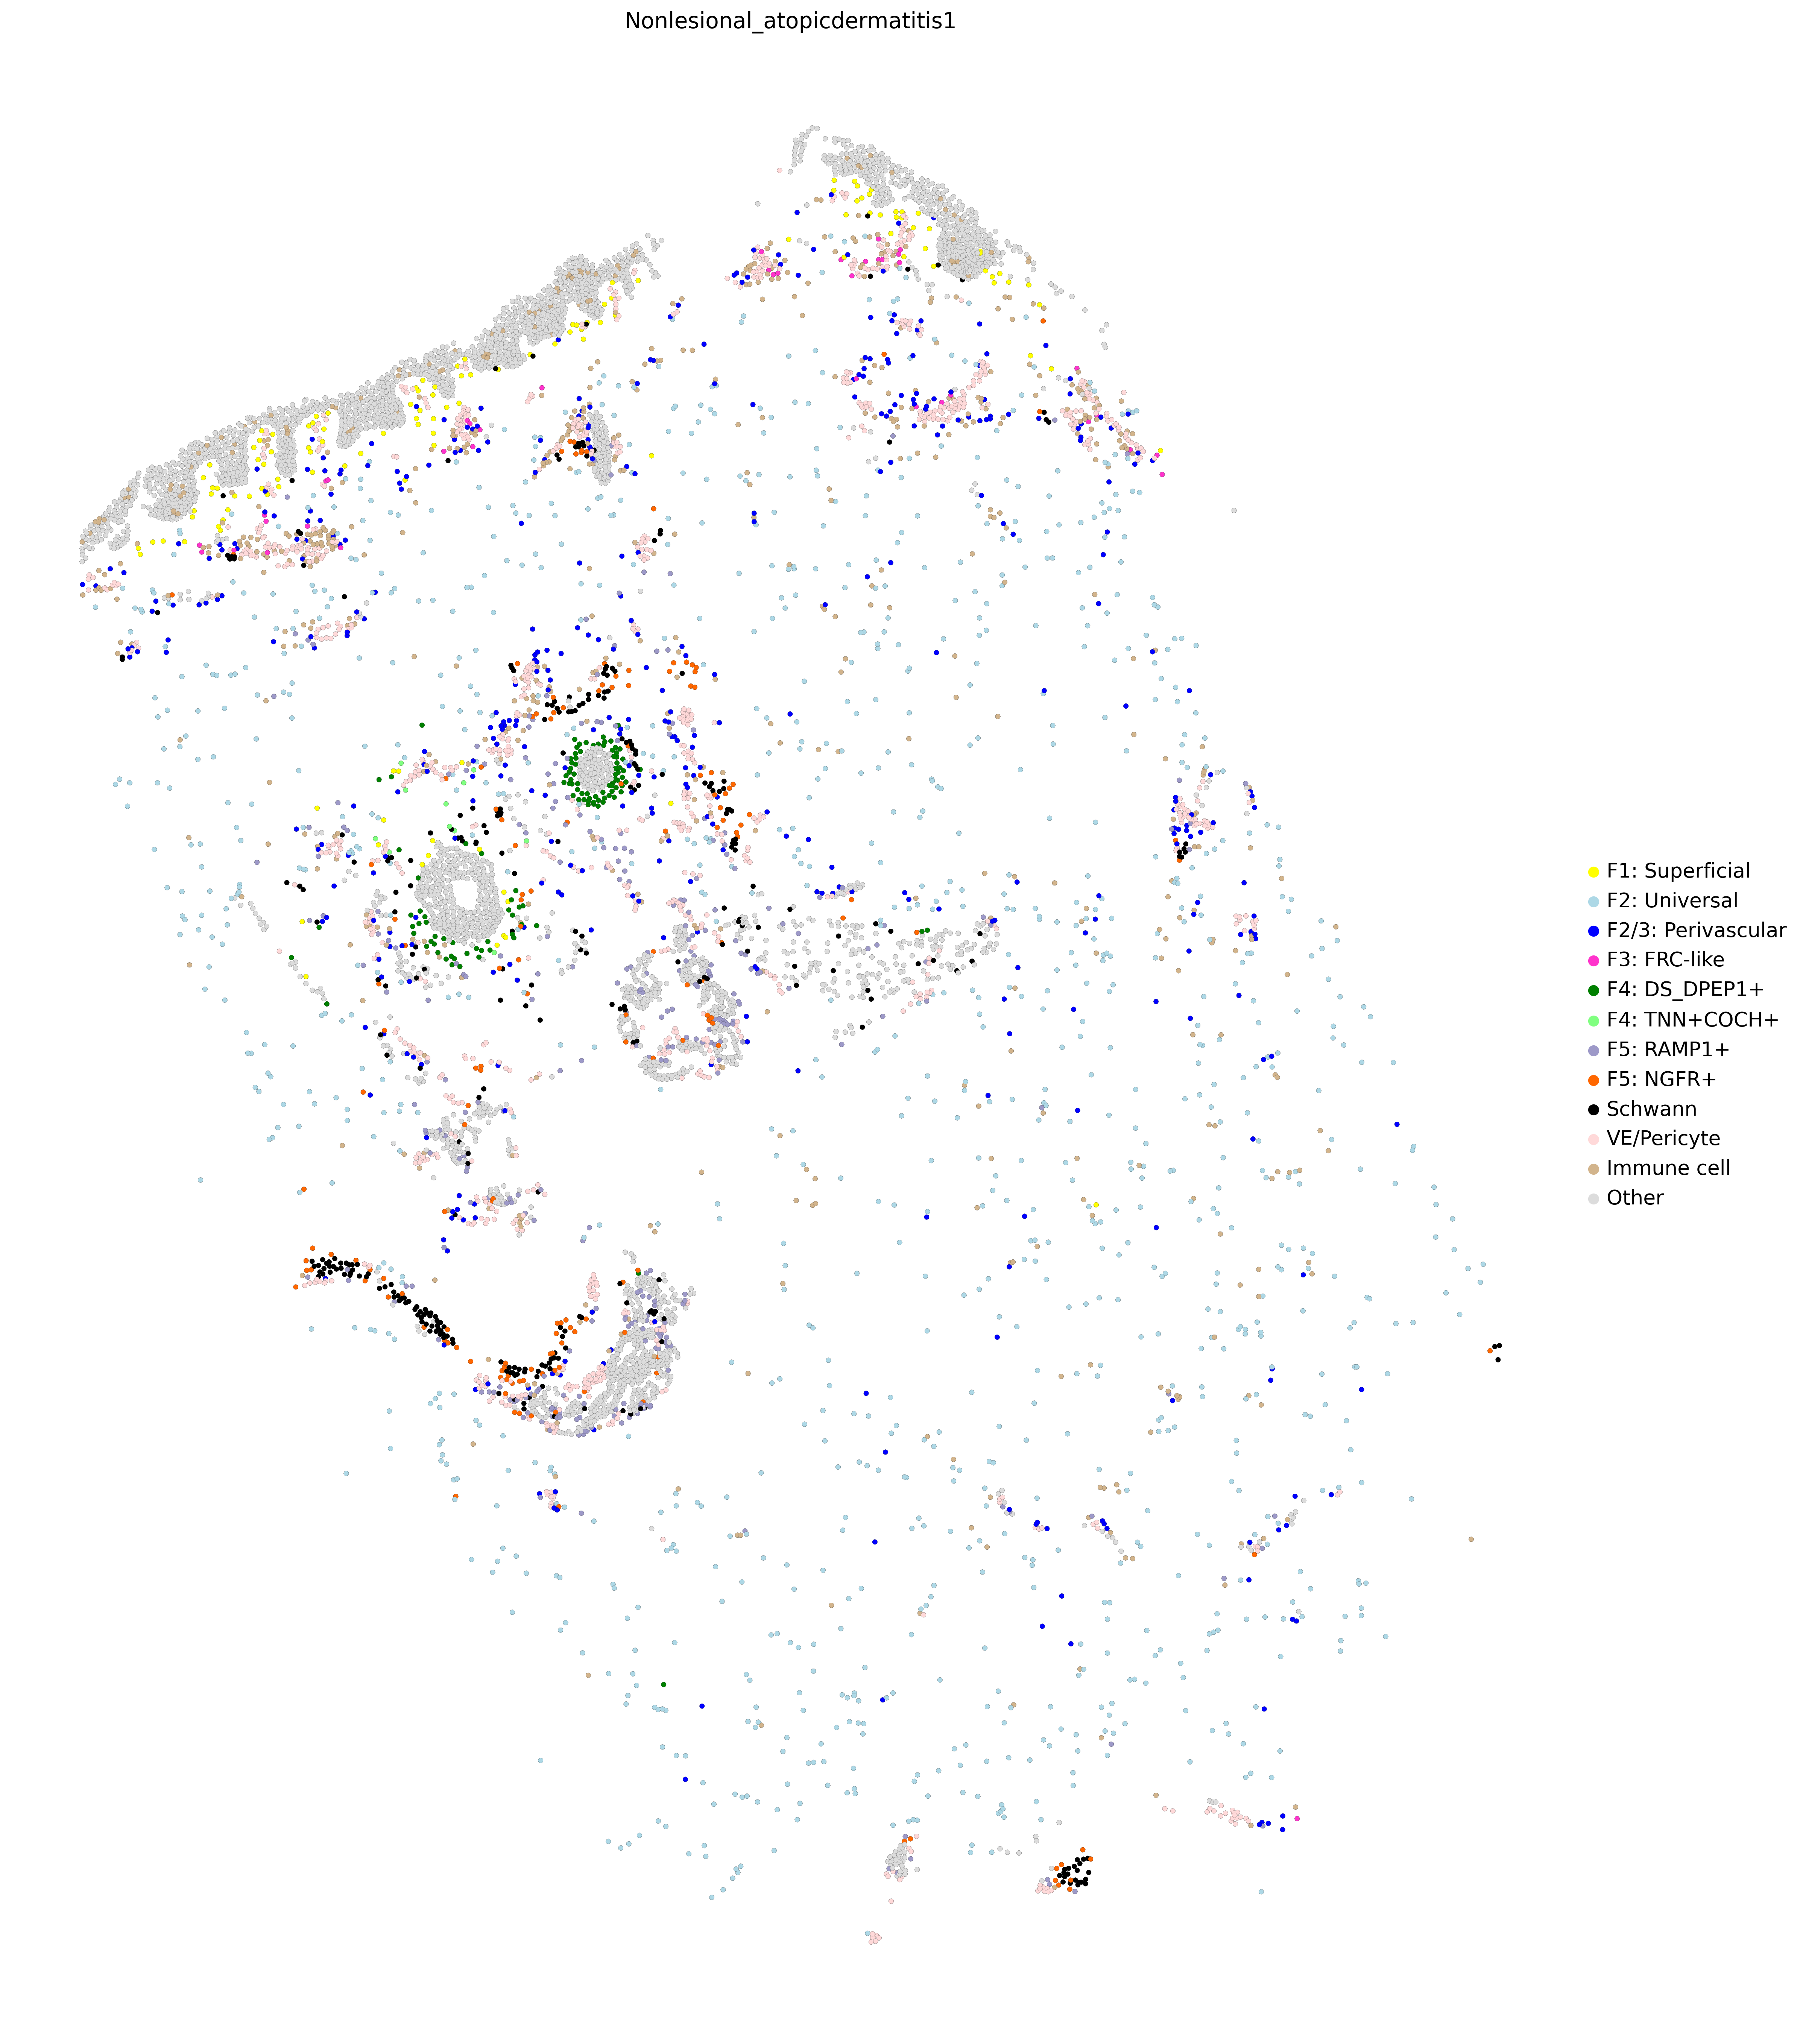 Nonlesional_atopicdermatitis1
F1: Superficial
F2: Universal
F2/3: Perivascular
F3: FRC-like
F4: DS_DPEP1+
F4: TNN+COCH+
F5: RAMP1+
F5: NGFR+
Schwann
VE/Pericyte
Immune cell
Other